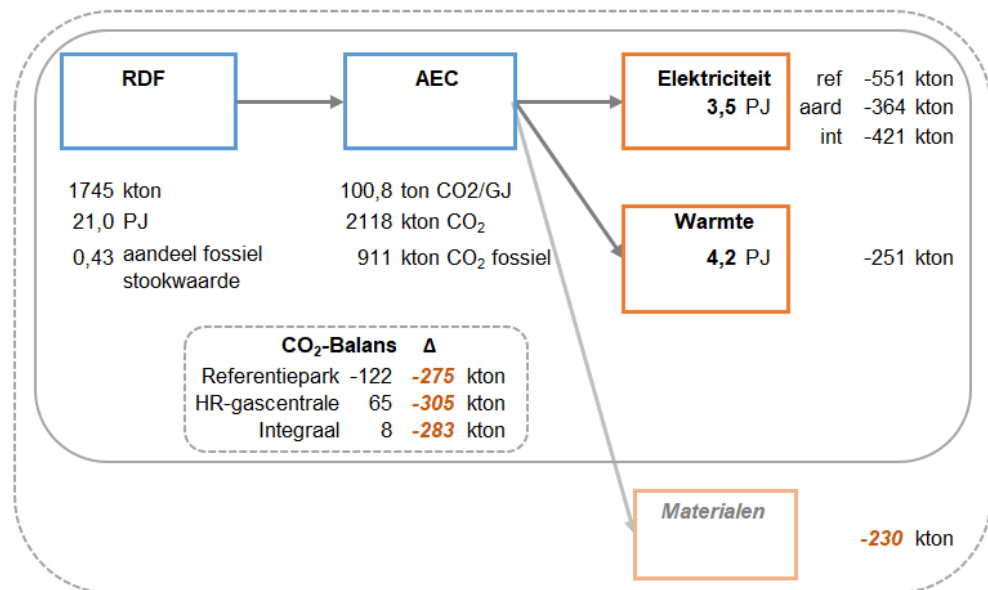 RDF
AEC
Elektriciteit
3,5 PJ
ref -551 kton
aard -364 kton
int -421 kton
1745 kton
21,0 PJ
0,43 aandeel fossiel
stookwaarde
100,8 ton CO2/GJ
2118 kton CO₂
911 kton CO₂ fossiel
Warmte
4,2 PJ
-251 kton
CO₂-Balans Δ
Referentiepark -122 -275 kton
HR-gascentrale 65 -305 kton
Integraal 8 -283 kton
Materialen
-230 kton